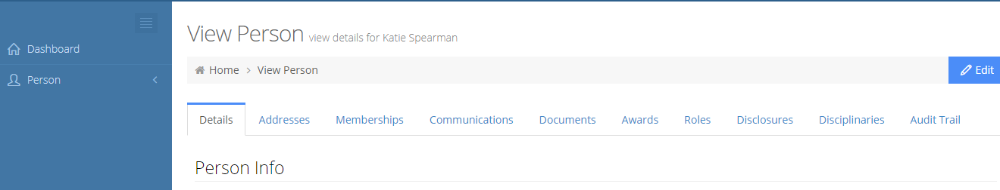 View Person view details for Katie Spearman
Dashboard
Person
Home > View Person
Edit
Details Addresses Memberships Communications Documents Awards Roles Disclosures Disciplinaries Audit Trail
Person Info